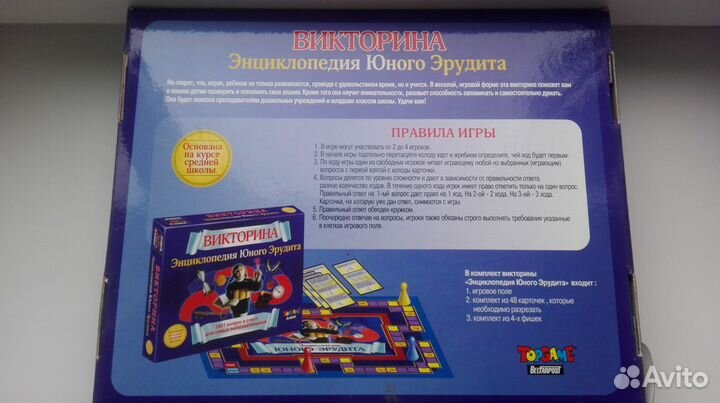 ВИКТОРИНА
Энциклопедия Юного Эрудита
Не секрет, что, играя, ребенок не только развлекается, проводя с удовольствием время, но и учится. В веселой, игровой форме эта викторина поможет вам
и вашим детям проверить и пополнить свои знания. Кроме того она научит внимательности, разовьет способность запоминать и самостоятельно думать.
Она будет полезна преподавателям дошкольных учреждений и младших классов школы. Удачи вам!
Основана
на курсе
средней
школы
ПРАВИЛА ИГРЫ
1. В игре могут участвовать от 2 до 4 игроков.
2. В начале игры тщательно перетасуйте колоду карт и жребием определите, чей ход будет первым.
3. По ходу игры один из свободных игроков читает играющему любой из выбранных (играющим)
вопросов с первой взятой с колоды карточки.
4. Вопросы делятся по уровню сложности и дают в зависимости от правильности ответа
разное количество ходов. В течение одного хода игрок имеет право ответить только на один вопрос.
Правильный ответ на 1-ый вопрос дает право на 1 ход. На 2-ой - 2 хода. На 3-ий - 3 хода.
Карточка, на которую уже дан ответ, снимается с игры.
5. Правильный ответ обведен кружком.
6. Поочередно отвечая на вопросы, игроки также обязаны строго выполнять требования указанные
в клетках игрового поля.
ВИКТОРИНА
Энциклопедия Юного Эрудита
ВИКТОРИНА
1001 вопрос и ответ
для самых любознательных
ЮНОГО ЭРУДИТА
В комплект викторины
«Энциклопедия Юного Эрудита» входит :
1. игровое поле
2. комплект из 48 карточек , которые
необходимо разрезать
3. комплект из 4-х фишек
TOPGAME
BELFARPOST
Avito